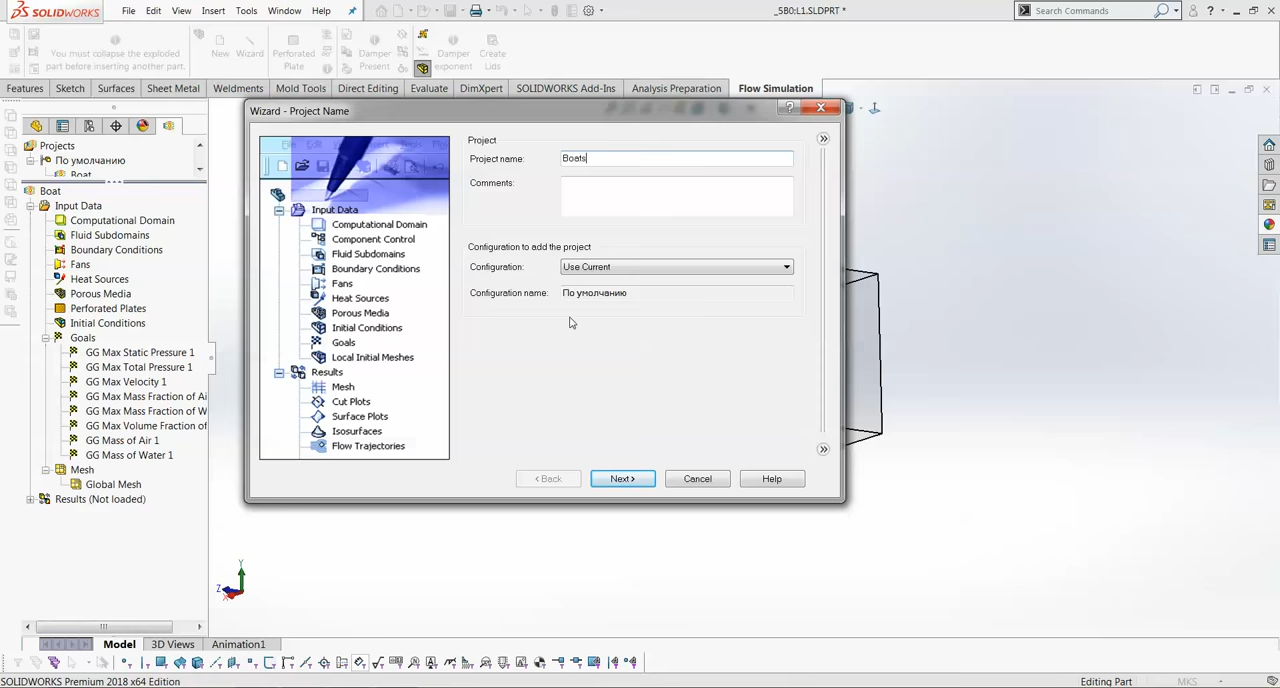 SOLIDWORKS File Edit View Insert Tools Window Help _5B0;L1.SLDPRT * Search Commands
You must collapse the exploded part before inserting another part.
New
Wizard
Perforated Plate
Damper Present
Damper exponent
Create Lids
Features Sketch Surfaces Sheet Metal Weldments Mold Tools Direct Editing Evaluate DimXpert SOLIDWORKS Add-Ins Analysis Preparation Flow Simulation
Projects
По умолчанию
Boat
Boat
Input Data
Computational Domain
Fluid Subdomains
Boundary Conditions
Fans
Heat Sources
Porous Media
Perforated Plates
Initial Conditions
Goals
GG Max Static Pressure 1
GG Max Total Pressure 1
GG Max Velocity 1
GG Max Mass Fraction of Ai
GG Max Mass Fraction of W
GG Max Volume Fraction of
GG Mass of Air 1
GG Mass of Water 1
Mesh
Global Mesh
Results (Not loaded)
Wizard - Project Name
Input Data
Computational Domain
Component Control
Fluid Subdomains
Boundary Conditions
Fans
Heat Sources
Porous Media
Initial Conditions
Goals
Local Initial Meshes
Results
Mesh
Cut Plots
Surface Plots
Isosurfaces
Flow Trajectories
Project
Project name: Boats
Comments:
Configuration to add the project
Configuration: Use Current
Configuration name: По умолчанию
< Back Next > Cancel Help
Y
Z
X
Model 3D Views Animation1
SOLIDWORKS Premium 2018 x64 Edition Editing Part MKS